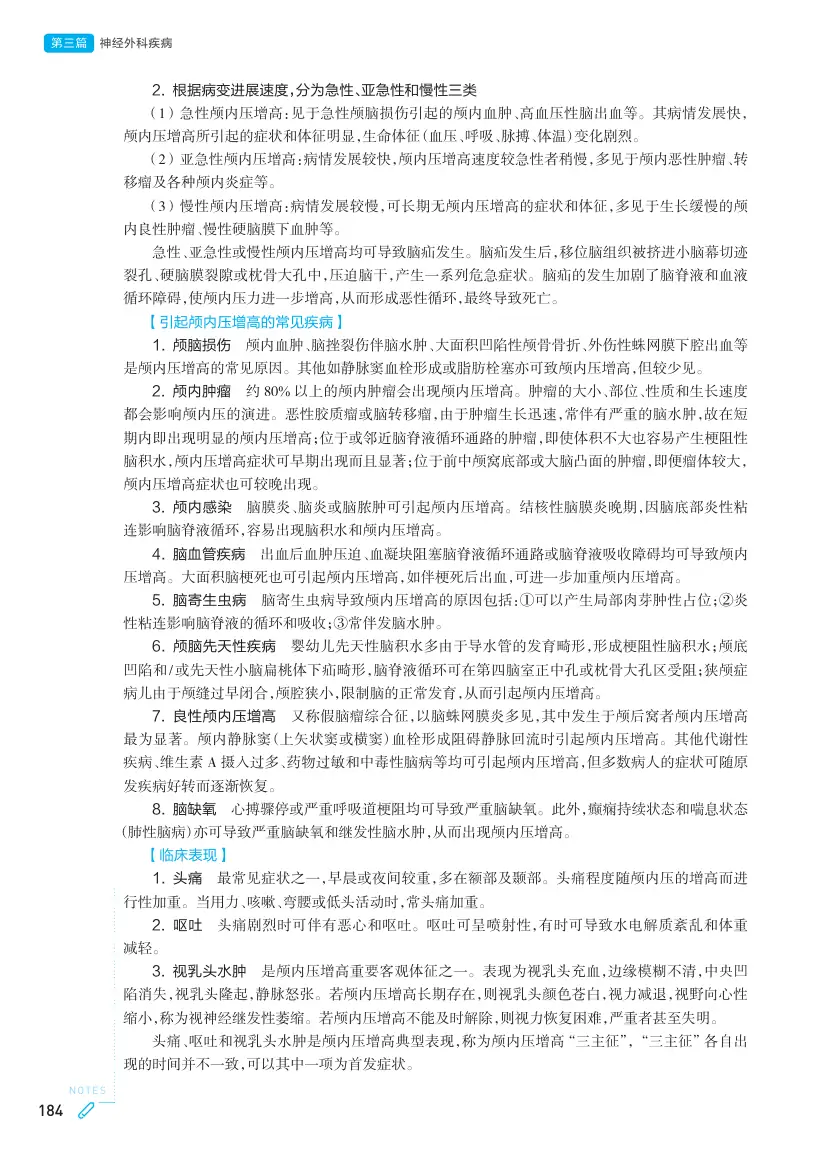 第三篇 神经外科疾病
2. 根据病变进展速度,分为急性、亚急性和慢性三类
（1）急性颅内压增高:见于急性颅脑损伤引起的颅内血肿、高血压性脑出血等。其病情发展快,
颅内压增高所引起的症状和体征明显,生命体征（血压、呼吸、脉搏、体温）变化剧烈。
（2）亚急性颅内压增高:病情发展较快,颅内压增高速度较急性者稍慢,多见于颅内恶性肿瘤、转
移瘤及各种颅内炎症等。
（3）慢性颅内压增高:病情发展较慢,可长期无颅内压增高的症状和体征,多见于生长缓慢的颅
内良性肿瘤、慢性硬脑膜下血肿等。
急性、亚急性或慢性颅内压增高均可导致脑疝发生。脑疝发生后,移位脑组织被挤进小脑幕切迹
裂孔、硬脑膜裂隙或枕骨大孔中,压迫脑干,产生一系列危急症状。脑疝的发生加剧了脑脊液和血液
循环障碍,使颅内压力进一步增高,从而形成恶性循环,最终导致死亡。
【引起颅内压增高的常见疾病】
1. 颅脑损伤 颅内血肿、脑挫裂伤伴脑水肿、大面积凹陷性颅骨骨折、外伤性蛛网膜下腔出血等
是颅内压增高的常见原因。其他如静脉窦血栓形成或脂肪栓塞亦可致颅内压增高,但较少见。
2. 颅内肿瘤 约 80% 以上的颅内肿瘤会出现颅内压增高。肿瘤的大小、部位、性质和生长速度
都会影响颅内压的演进。恶性胶质瘤或脑转移瘤,由于肿瘤生长迅速,常伴有严重的脑水肿,故在短
期内即出现明显的颅内压增高;位于或邻近脑脊液循环通路的肿瘤,即使体积不大也容易产生梗阻性
脑积水,颅内压增高症状可早期出现而且显著;位于前中颅窝底部或大脑凸面的肿瘤,即便瘤体较大,
颅内压增高症状也可较晚出现。
3. 颅内感染 脑膜炎、脑炎或脑脓肿可引起颅内压增高。结核性脑膜炎晚期,因脑底部炎性粘
连影响脑脊液循环,容易出现脑积水和颅内压增高。
4. 脑血管疾病 出血后血肿压迫、血凝块阻塞脑脊液循环通路或脑脊液吸收障碍均可导致颅内
压增高。大面积脑梗死也可引起颅内压增高,如伴梗死后出血,可进一步加重颅内压增高。
5. 脑寄生虫病 脑寄生虫病导致颅内压增高的原因包括:①可以产生局部肉芽肿性占位;②炎
性粘连影响脑脊液的循环和吸收;③常伴发脑水肿。
6. 颅脑先天性疾病 婴幼儿先天性脑积水多由于导水管的发育畸形,形成梗阻性脑积水;颅底
凹陷和/或先天性小脑扁桃体下疝畸形,脑脊液循环可在第四脑室正中孔或枕骨大孔区受阻;狭颅症
病儿由于颅缝过早闭合,颅腔狭小,限制脑的正常发育,从而引起颅内压增高。
7. 良性颅内压增高 又称假脑瘤综合征,以脑蛛网膜炎多见,其中发生于颅后窝者颅内压增高
最为显著。颅内静脉窦（上矢状窦或横窦）血栓形成阻碍静脉回流时引起颅内压增高。其他代谢性
疾病、维生素 A 摄入过多、药物过敏和中毒性脑病等均可引起颅内压增高,但多数病人的症状可随原
发疾病好转而逐渐恢复。
8. 脑缺氧 心搏骤停或严重呼吸道梗阻均可导致严重脑缺氧。此外,癫痫持续状态和喘息状态
（肺性脑病）亦可导致严重脑缺氧和继发性脑水肿,从而出现颅内压增高。
【临床表现】
1. 头痛 最常见症状之一,早晨或夜间较重,多在额部及颞部。头痛程度随颅内压的增高而进
行性加重。当用力、咳嗽、弯腰或低头活动时,常头痛加重。
2. 呕吐 头痛剧烈时可伴有恶心和呕吐。呕吐可呈喷射性,有时可导致水电解质紊乱和体重
减轻。
3. 视乳头水肿 是颅内压增高重要客观体征之一。表现为视乳头充血,边缘模糊不清,中央凹
陷消失,视乳头隆起,静脉怒张。若颅内压增高长期存在,则视乳头颜色苍白,视力减退,视野向心性
缩小,称为视神经继发性萎缩。若颅内压增高不能及时解除,则视力恢复困难,严重者甚至失明。
头痛、呕吐和视乳头水肿是颅内压增高典型表现,称为颅内压增高“三主征”,“三主征”各自出
现的时间并不一致,可以其中一项为首发症状。
NOTES
184